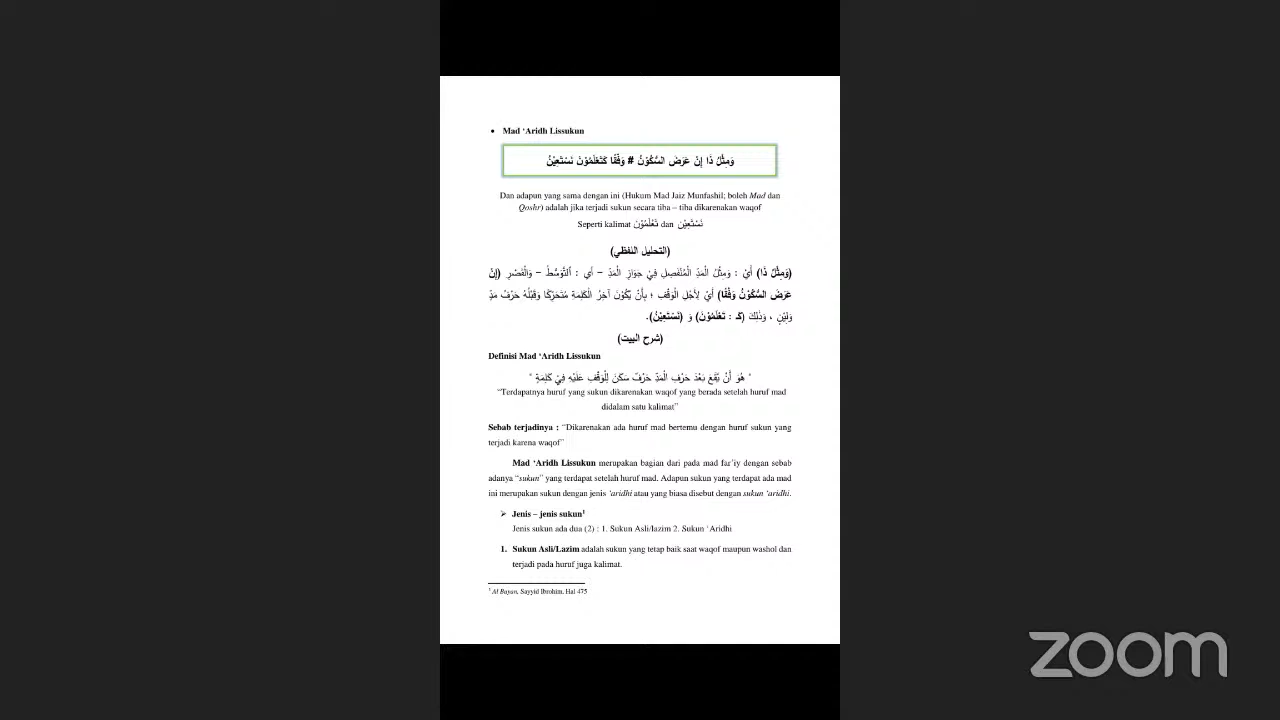 • Mad ‘Aridh Lissukun
وَمِثْلُ ذَا إِنْ عَرَضَ السُّكُوْنُ # وَقْفًا كَتَعْلَمُوْنَ نَسْتَعِيْنُ
Dan adapun yang sama dengan ini (Hukum Mad Jaiz Munfashil; boleh Mad dan
Qoshr) adalah jika terjadi sukun secara tiba – tiba dikarenakan waqof
Seperti kalimat تَعْلَمُوْنَ dan نَسْتَعِيْن
(التحليل اللفظي)
(وَمِثْلُ ذَا) أَيْ : وَمِثْلُ الْمَدِّ الْمُنْفَصِلِ فِيْ جَوَازِ الْمَدِّ – أي : التَّوَسُّطُ – وَالْقَصْرِ (إِنْ
عَرَضَ السُّكُوْنُ وَقْفًا) أَيْ لِأَجْلِ الْوَقْفِ ؛ بِأَنْ يَكُوْنَ آخِرُ الْكَلِمَةِ مُتَحَرِّكًا وَقَبْلَهُ حَرْفُ مَدٍّ
وَلِيْنٍ ، وَذٰلِكَ (كَـ : تَعْلَمُوْنَ) وَ (نَسْتَعِيْنُ).
(شرح البيت)
Definisi Mad ‘Aridh Lissukun
" هُوَ أَنْ يَقَعَ بَعْدَ حَرْفِ الْمَدِّ حَرْفٌ سَكَنَ لِلْوَقْفِ عَلَيْهِ فِيْ كَلِمَةٍ "
“Terdapatnya huruf yang sukun dikarenakan waqof yang berada setelah huruf mad
didalam satu kalimat”
Sebab terjadinya : “Dikarenakan ada huruf mad bertemu dengan huruf sukun yang
terjadi karena waqof”
Mad ‘Aridh Lissukun merupakan bagian dari pada mad far’iy dengan sebab
adanya “sukun” yang terdapat setelah huruf mad. Adapun sukun yang terdapat ada mad
ini merupakan sukun dengan jenis ‘aridhi atau yang biasa disebut dengan sukun ‘aridhi.
➢ Jenis – jenis sukun¹
Jenis sukun ada dua (2) : 1. Sukun Asli/lazim 2. Sukun ‘Aridhi
1. Sukun Asli/Lazim adalah sukun yang tetap baik saat waqof maupun washol dan
terjadi pada huruf juga kalimat.
¹ Al Bayan, Sayyid Ibrohim, Hal 475
zoom